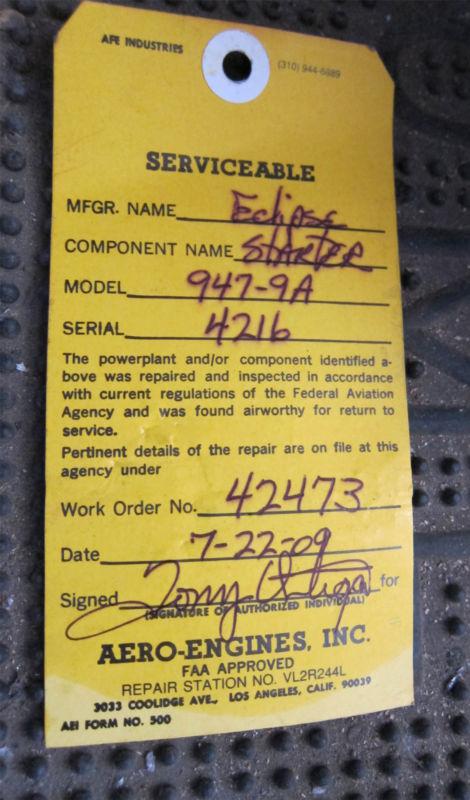 AFE INDUSTRIES
(310) 944-6689
SERVICEABLE
MFGR. NAME Eclipse
COMPONENT NAME STARTER
MODEL 947-9A
SERIAL 4216
The powerplant and/or component identified a-
bove was repaired and inspected in accordance
with current regulations of the Federal Aviation
Agency and was found airworthy for return to
service.
Pertinent details of the repair are on file at this
agency under
Work Order No. 42473
Date 7-22-09
Signed Tony for
(SIGNATURE OF AUTHORIZED INDIVIDUAL)
AERO-ENGINES, INC.
FAA APPROVED
REPAIR STATION NO. VL2R244L
3033 COOLIDGE AVE., LOS ANGELES, CALIF. 90039
AEI FORM NO. 500